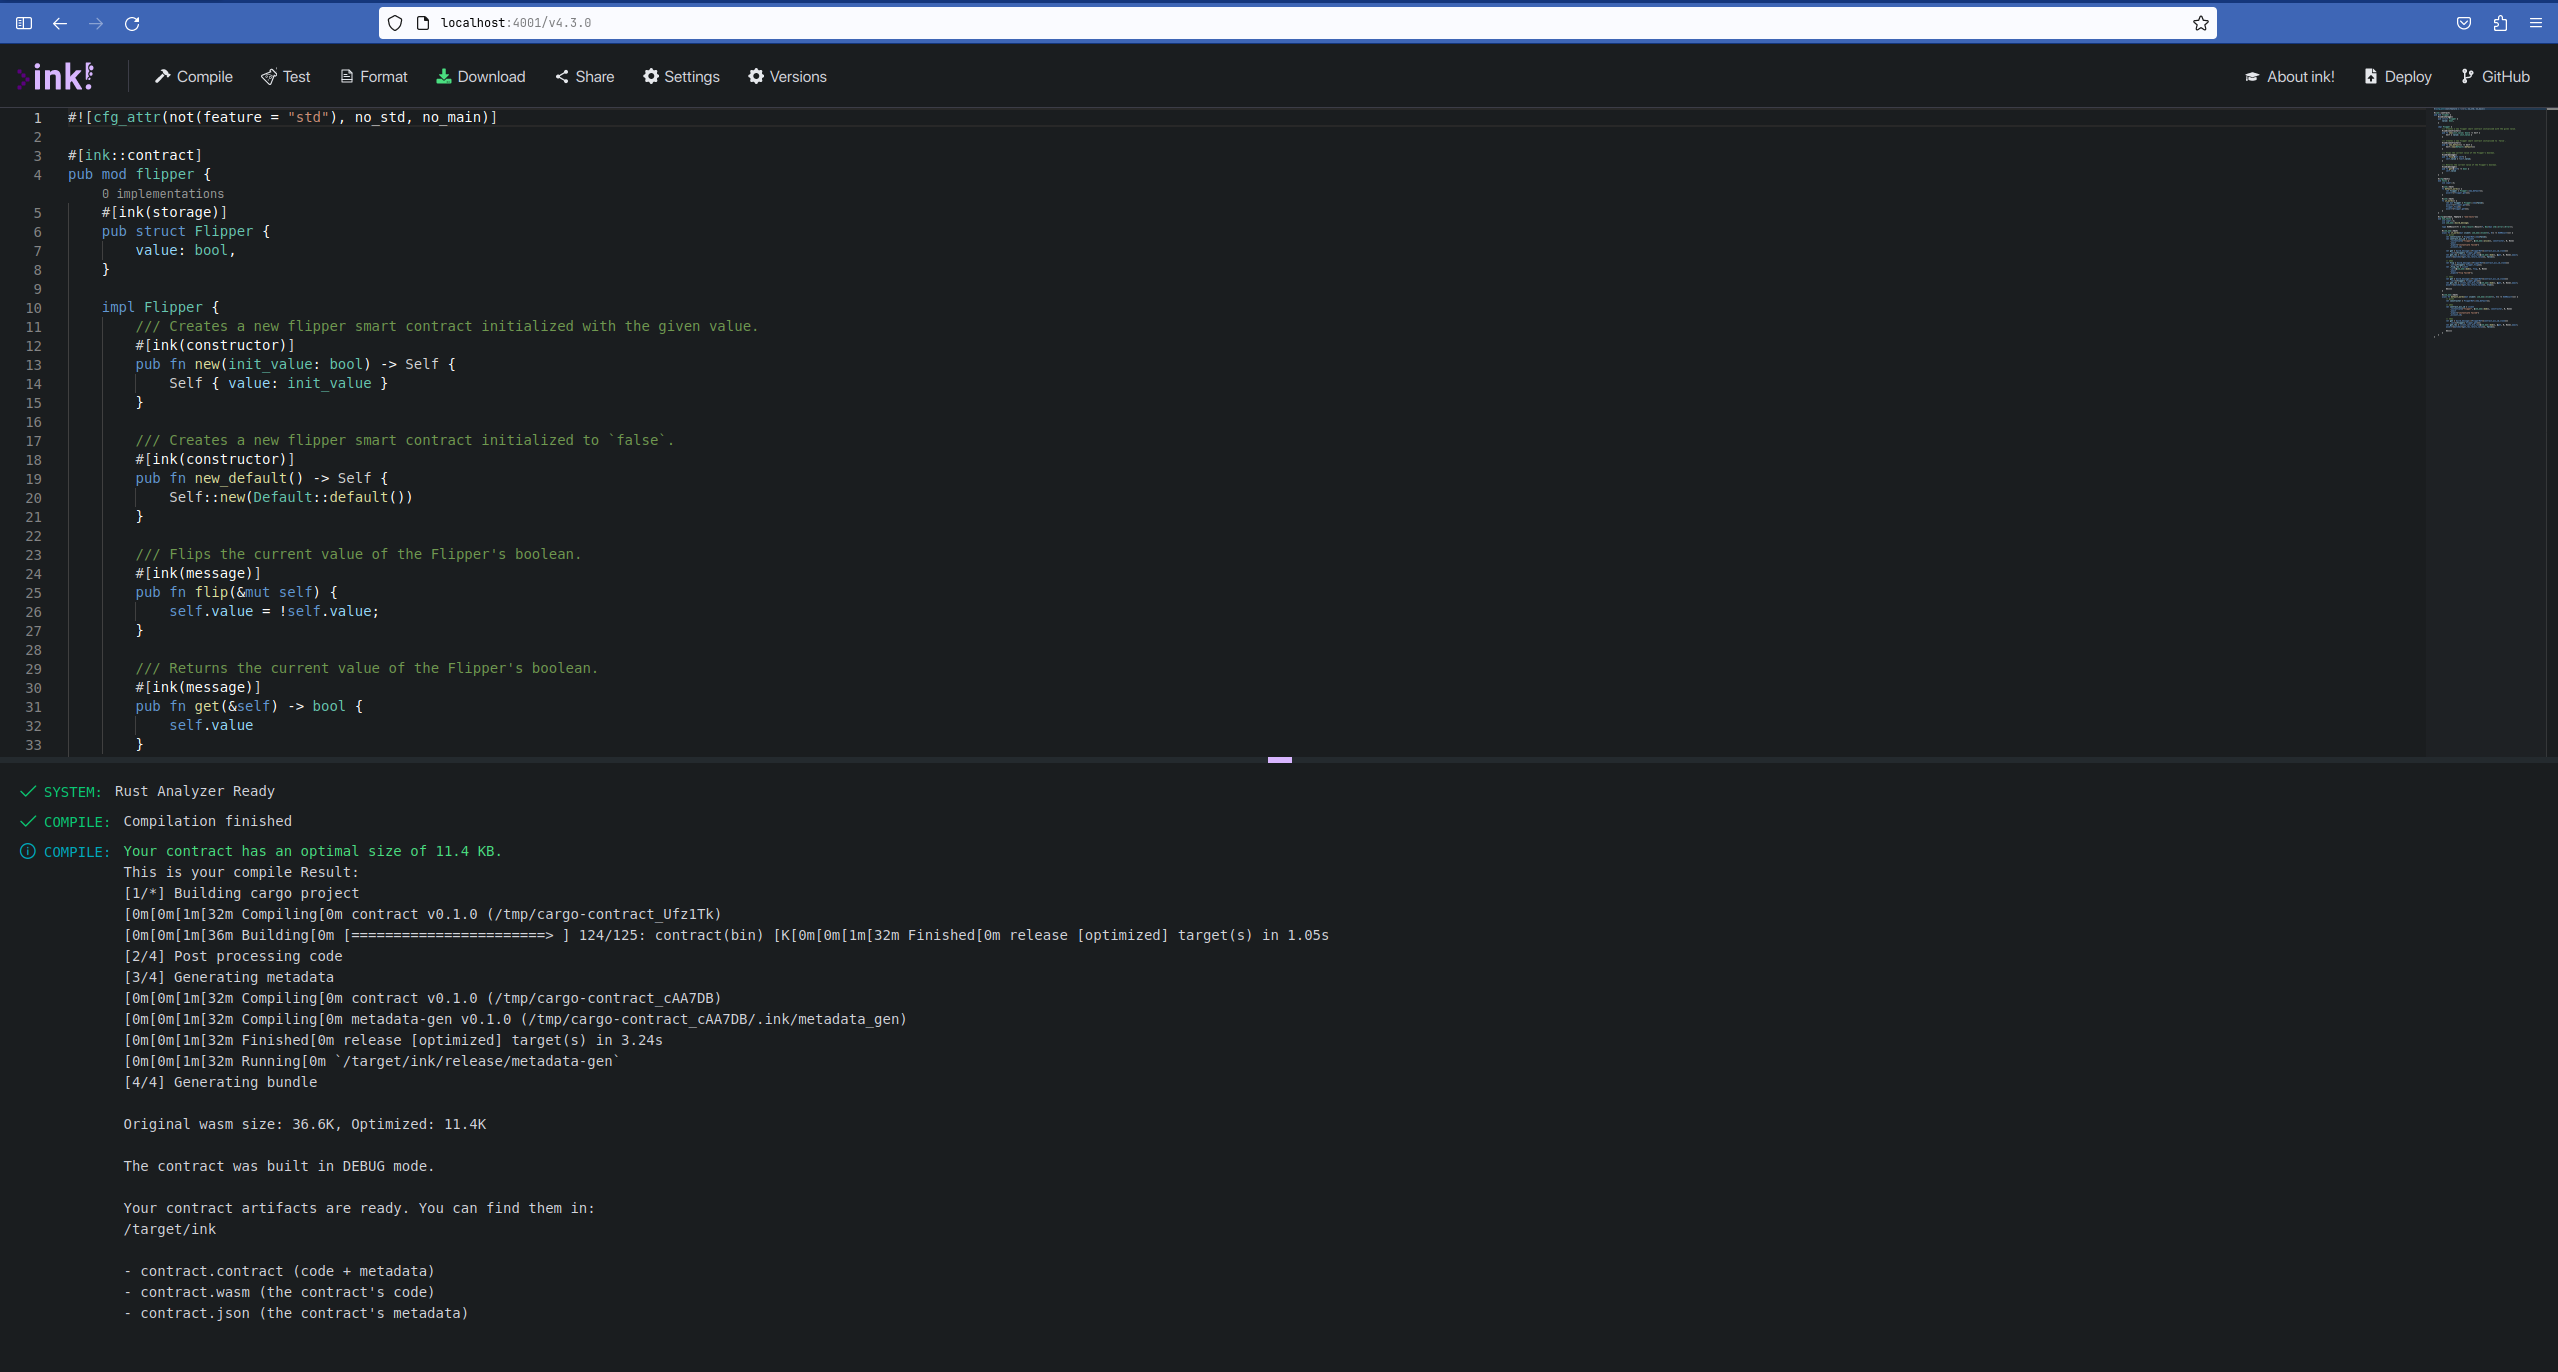 localhost:4001/v4.3.0
ink!
Compile Test Format Download Share Settings Versions About ink! Deploy GitHub
1 #![cfg_attr(not(feature = "std"), no_std, no_main)]
2
3 #[ink::contract]
4 pub mod flipper {
0 implementations
5 #[ink(storage)]
6 pub struct Flipper {
7 value: bool,
8 }
9
10 impl Flipper {
11 /// Creates a new flipper smart contract initialized with the given value.
12 #[ink(constructor)]
13 pub fn new(init_value: bool) -> Self {
14 Self { value: init_value }
15 }
16
17 /// Creates a new flipper smart contract initialized to `false`.
18 #[ink(constructor)]
19 pub fn new_default() -> Self {
20 Self::new(Default::default())
21 }
22
23 /// Flips the current value of the Flipper's boolean.
24 #[ink(message)]
25 pub fn flip(&mut self) {
26 self.value = !self.value;
27 }
28
29 /// Returns the current value of the Flipper's boolean.
30 #[ink(message)]
31 pub fn get(&self) -> bool {
32 self.value
33 }
SYSTEM: Rust Analyzer Ready
COMPILE: Compilation finished
COMPILE: Your contract has an optimal size of 11.4 KB.
This is your compile Result:
[1/*] Building cargo project
[0m[0m[1m[32m Compiling[0m contract v0.1.0 (/tmp/cargo-contract_Ufz1Tk)
[0m[0m[1m[36m Building[0m [=======================> ] 124/125: contract(bin) [K[0m[0m[1m[32m Finished[0m release [optimized] target(s) in 1.05s
[2/4] Post processing code
[3/4] Generating metadata
[0m[0m[1m[32m Compiling[0m contract v0.1.0 (/tmp/cargo-contract_cAA7DB)
[0m[0m[1m[32m Compiling[0m metadata-gen v0.1.0 (/tmp/cargo-contract_cAA7DB/.ink/metadata_gen)
[0m[0m[1m[32m Finished[0m release [optimized] target(s) in 3.24s
[0m[0m[1m[32m Running[0m `/target/ink/release/metadata-gen`
[4/4] Generating bundle
Original wasm size: 36.6K, Optimized: 11.4K
The contract was built in DEBUG mode.
Your contract artifacts are ready. You can find them in:
/target/ink
- contract.contract (code + metadata)
- contract.wasm (the contract's code)
- contract.json (the contract's metadata)